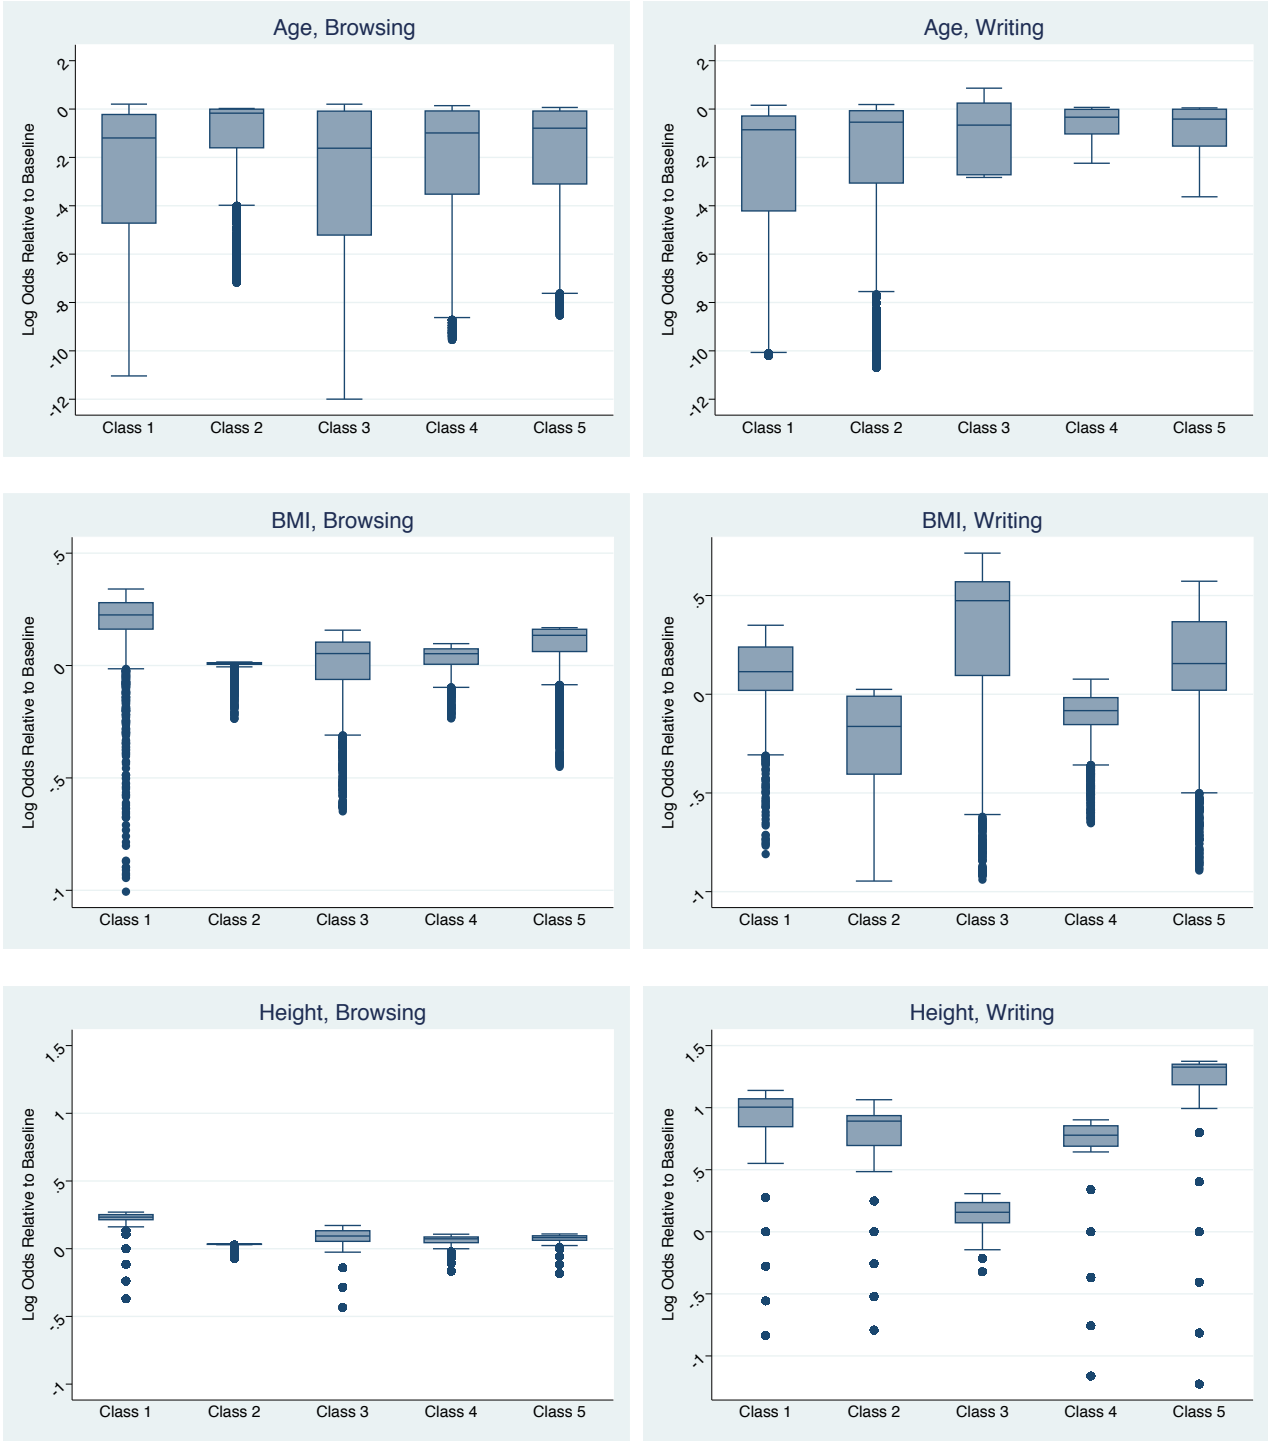 Age, Browsing
Log Odds Relative to Baseline
2
0
-2
-4
-6
-8
-10
-12
Class 1 Class 2 Class 3 Class 4 Class 5
Age, Writing
Log Odds Relative to Baseline
2
0
-2
-4
-6
-8
-10
-12
Class 1 Class 2 Class 3 Class 4 Class 5
BMI, Browsing
Log Odds Relative to Baseline
.5
0
-.5
-1
Class 1 Class 2 Class 3 Class 4 Class 5
BMI, Writing
Log Odds Relative to Baseline
.5
0
-.5
-1
Class 1 Class 2 Class 3 Class 4 Class 5
Height, Browsing
Log Odds Relative to Baseline
1.5
1
.5
0
-.5
-1
Class 1 Class 2 Class 3 Class 4 Class 5
Height, Writing
Log Odds Relative to Baseline
1.5
1
.5
0
-.5
-1
Class 1 Class 2 Class 3 Class 4 Class 5